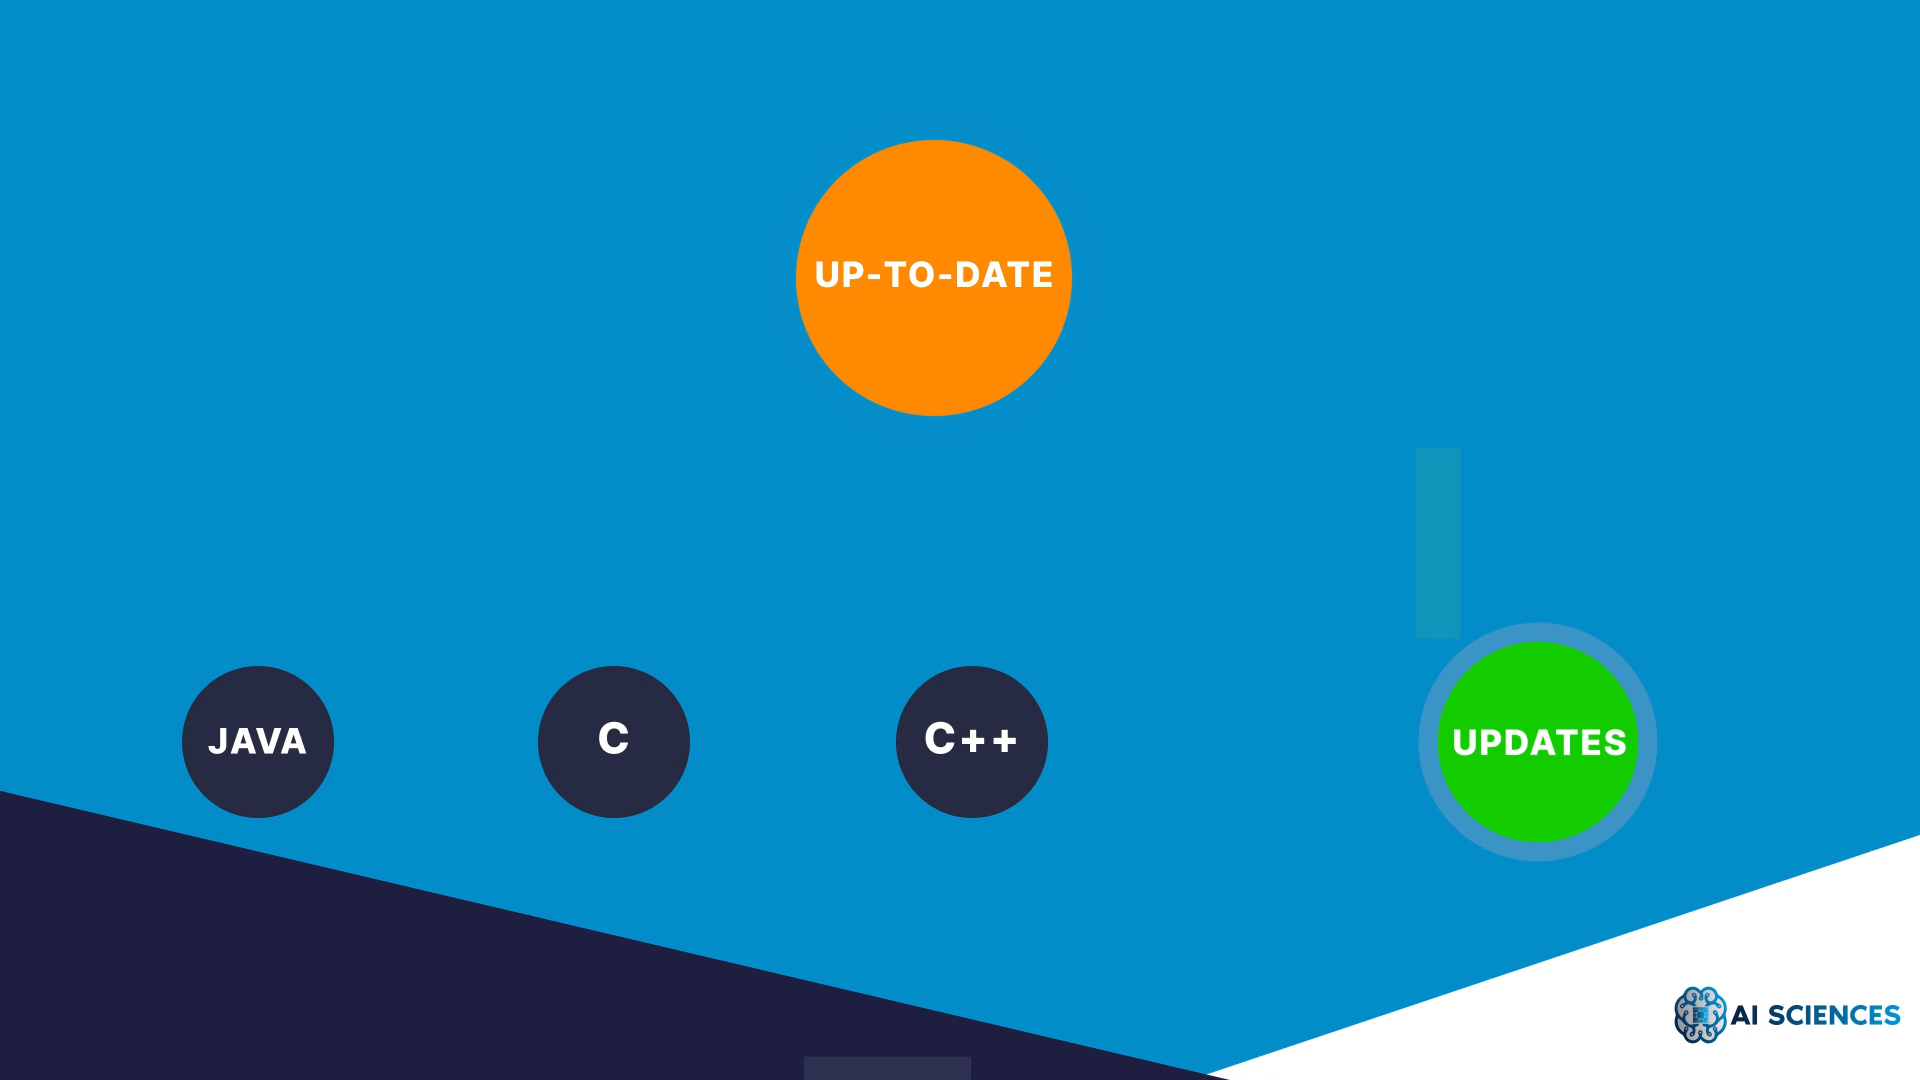 UP-TO-DATE
JAVA
C
C++
UPDATES
AI SCIENCES